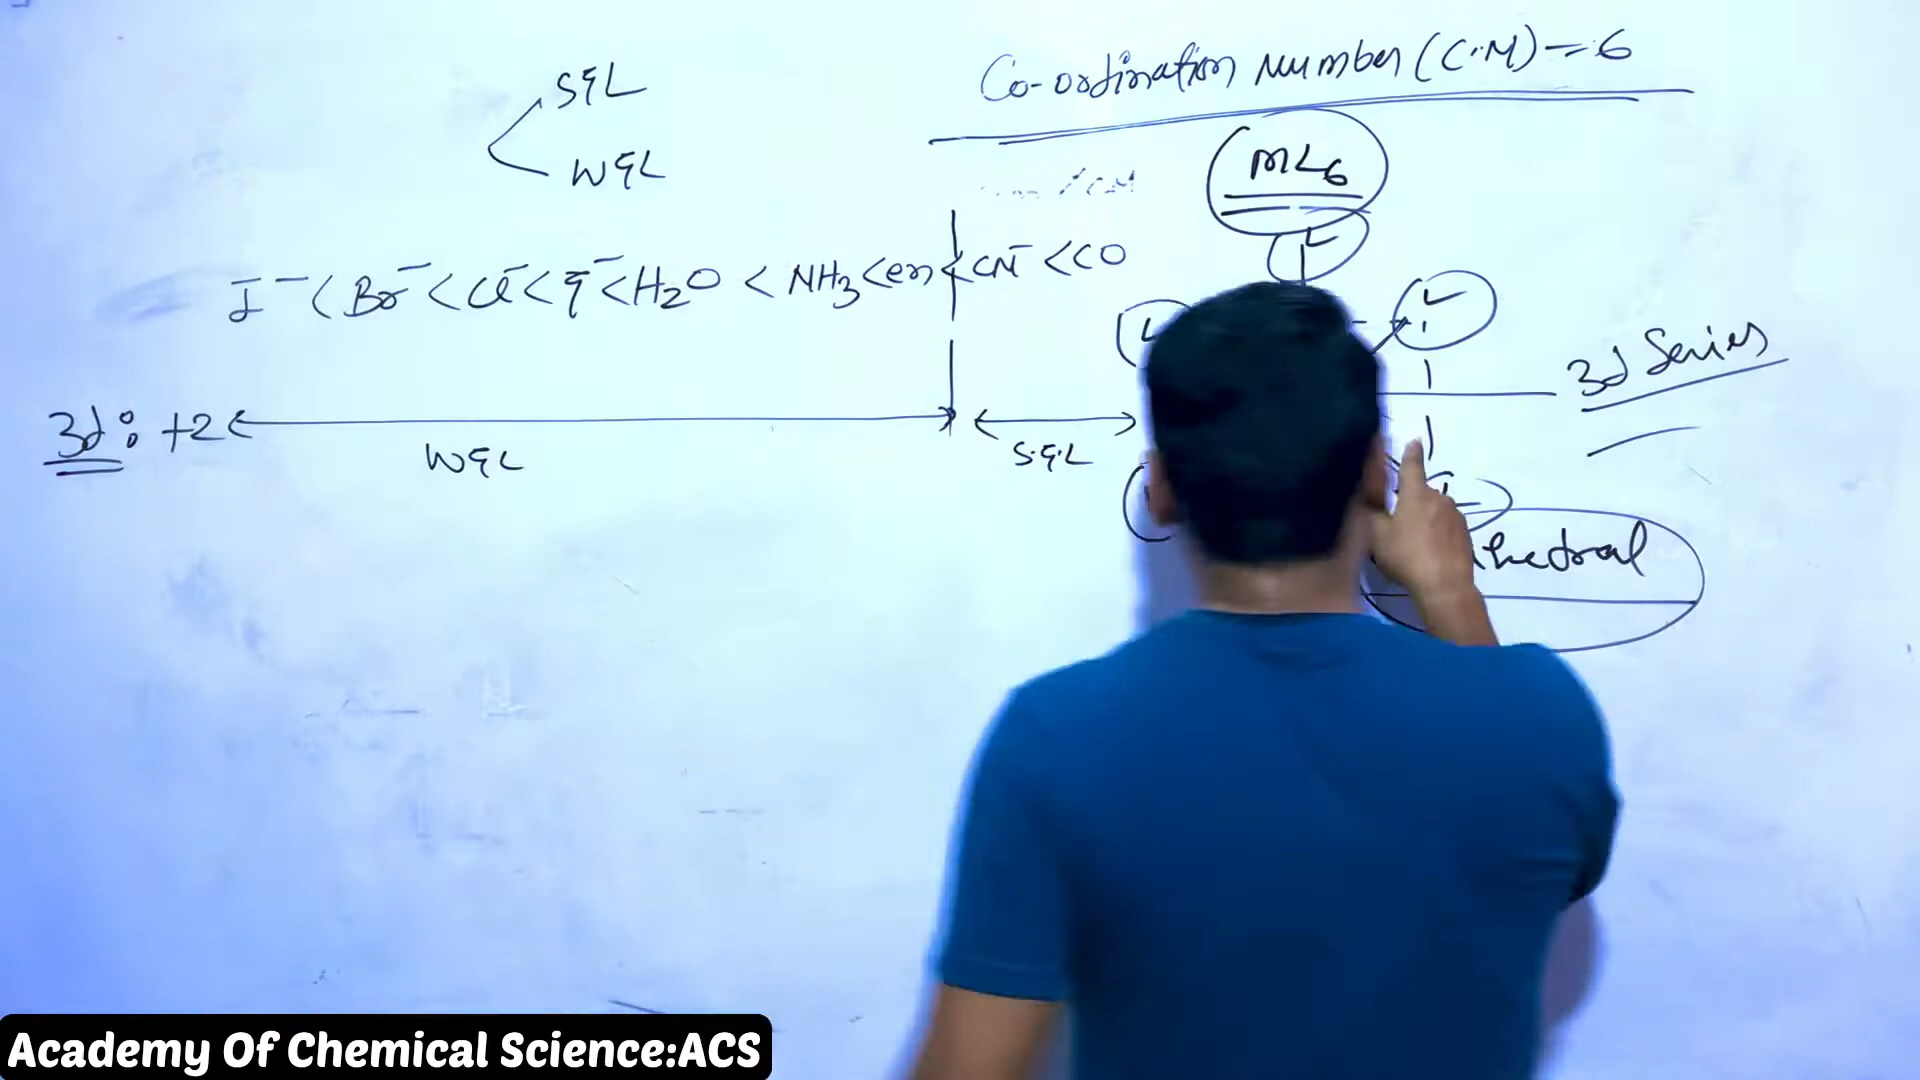 Co-ordination Number (C.N) = 6
SFL
WFL
ML6
L
I⁻ < Br⁻ < Cl⁻ < F⁻ < H2O < NH3 < en < CN⁻ < CO
L
L
3d Series
3d : +2
WFL
S.F.L
L
hedral
Academy Of Chemical Science:ACS